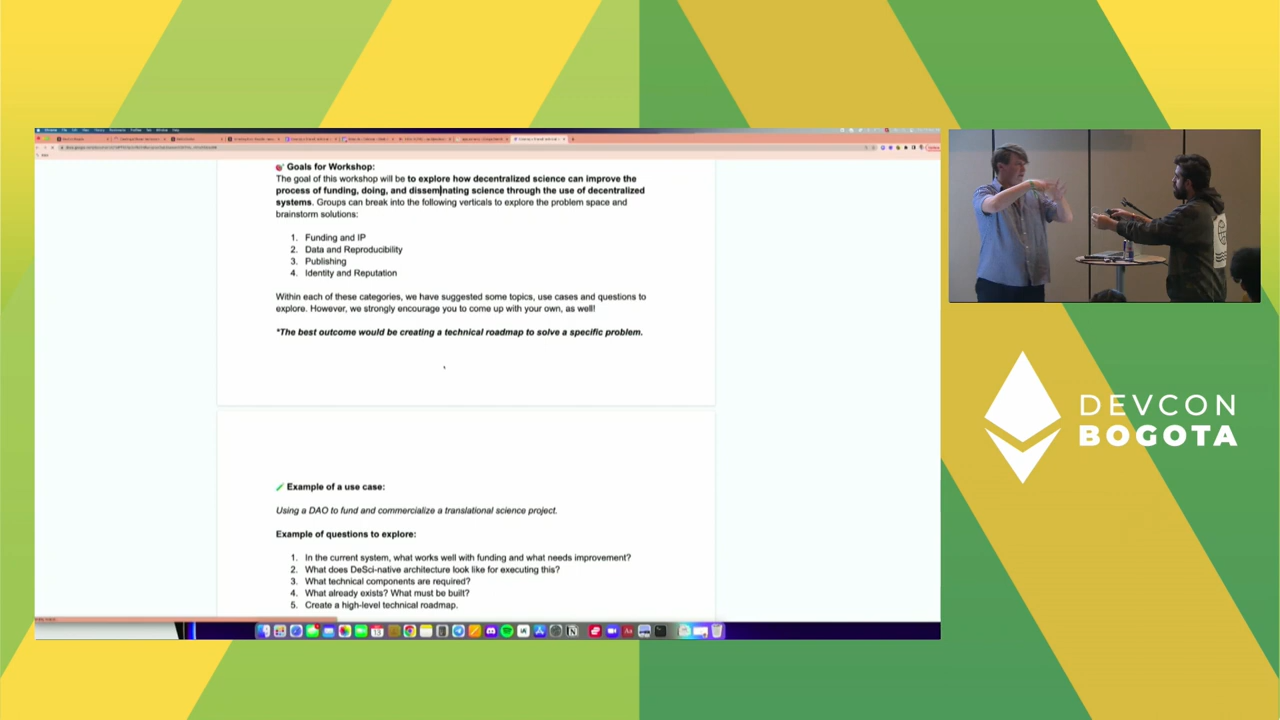 Goals for Workshop:
The goal of this workshop will be to explore how decentralized science can improve the
process of funding, doing, and disseminating science through the use of decentralized
systems. Groups can break into the following verticals to explore the problem space and
brainstorm solutions:
1. Funding and IP
2. Data and Reproducibility
3. Publishing
4. Identity and Reputation
Within each of these categories, we have suggested some topics, use cases and questions to
explore. However, we strongly encourage you to come up with your own, as well!
*The best outcome would be creating a technical roadmap to solve a specific problem.
Example of a use case:
Using a DAO to fund and commercialize a translational science project.
Example of questions to explore:
1. In the current system, what works well with funding and what needs improvement?
2. What does DeSci-native architecture look like for executing this?
3. What technical components are required?
4. What already exists? What must be built?
5. Create a high-level technical roadmap.
DEVCON
BOGOTA